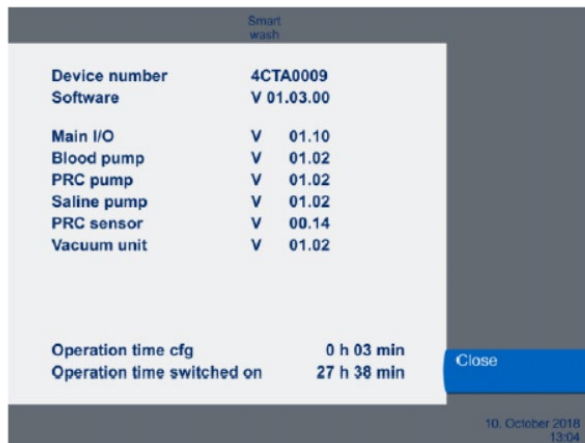 Smart
wash
Device number 4CTA0009
Software V 01.03.00
Main I/O V 01.10
Blood pump V 01.02
PRC pump V 01.02
Saline pump V 01.02
PRC sensor V 00.14
Vacuum unit V 01.02
Operation time cfg 0 h 03 min
Operation time switched on 27 h 38 min
Close
10. October 2018
13:04